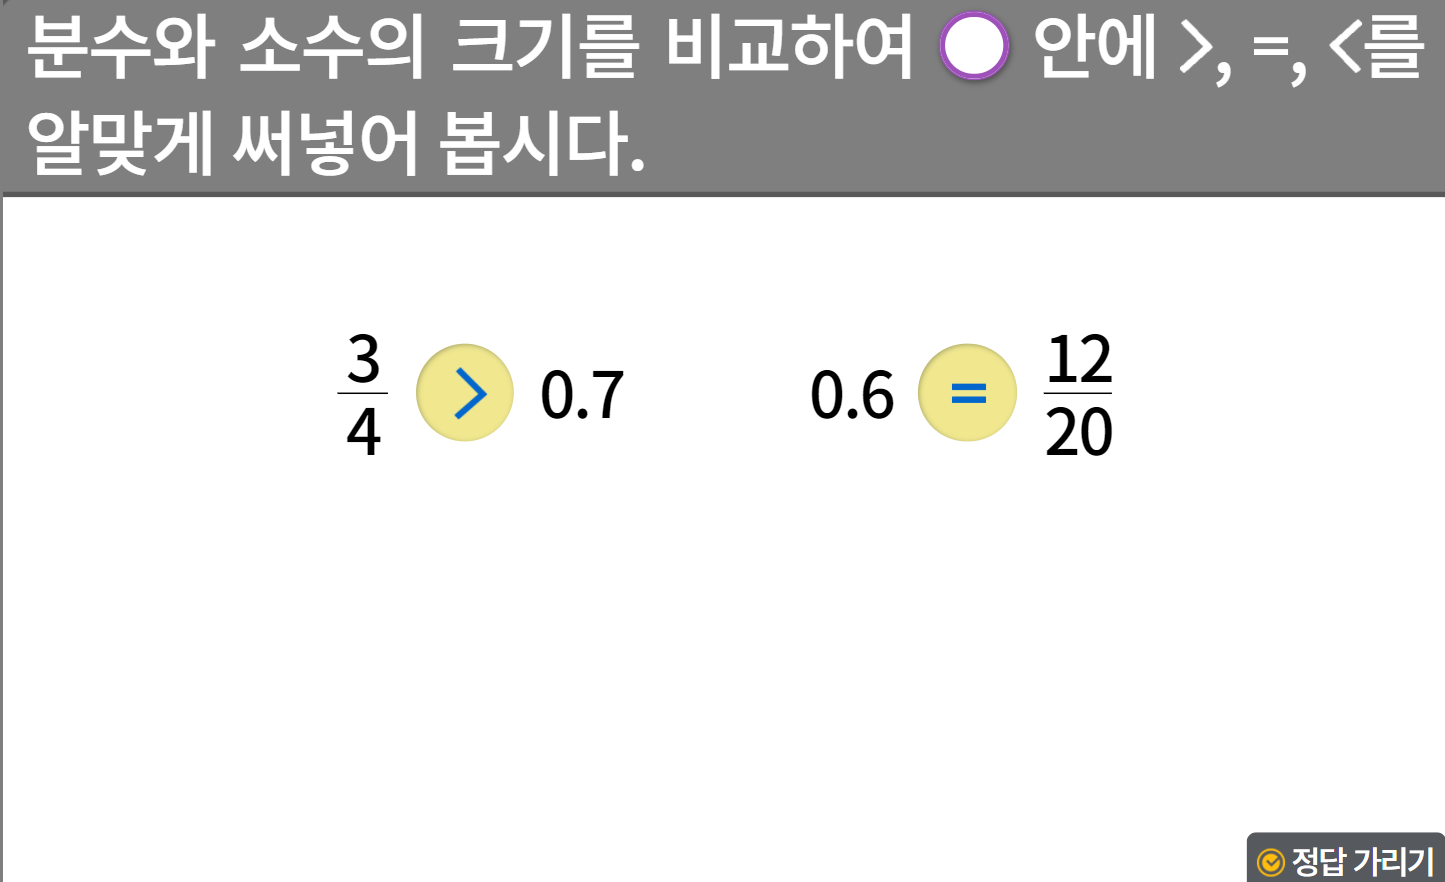 분수와 소수의 크기를 비교하여 ○ 안에 >, =, <를
알맞게 써넣어 봅시다.
3/4 > 0.7
0.6 = 12/20
정답 가리기